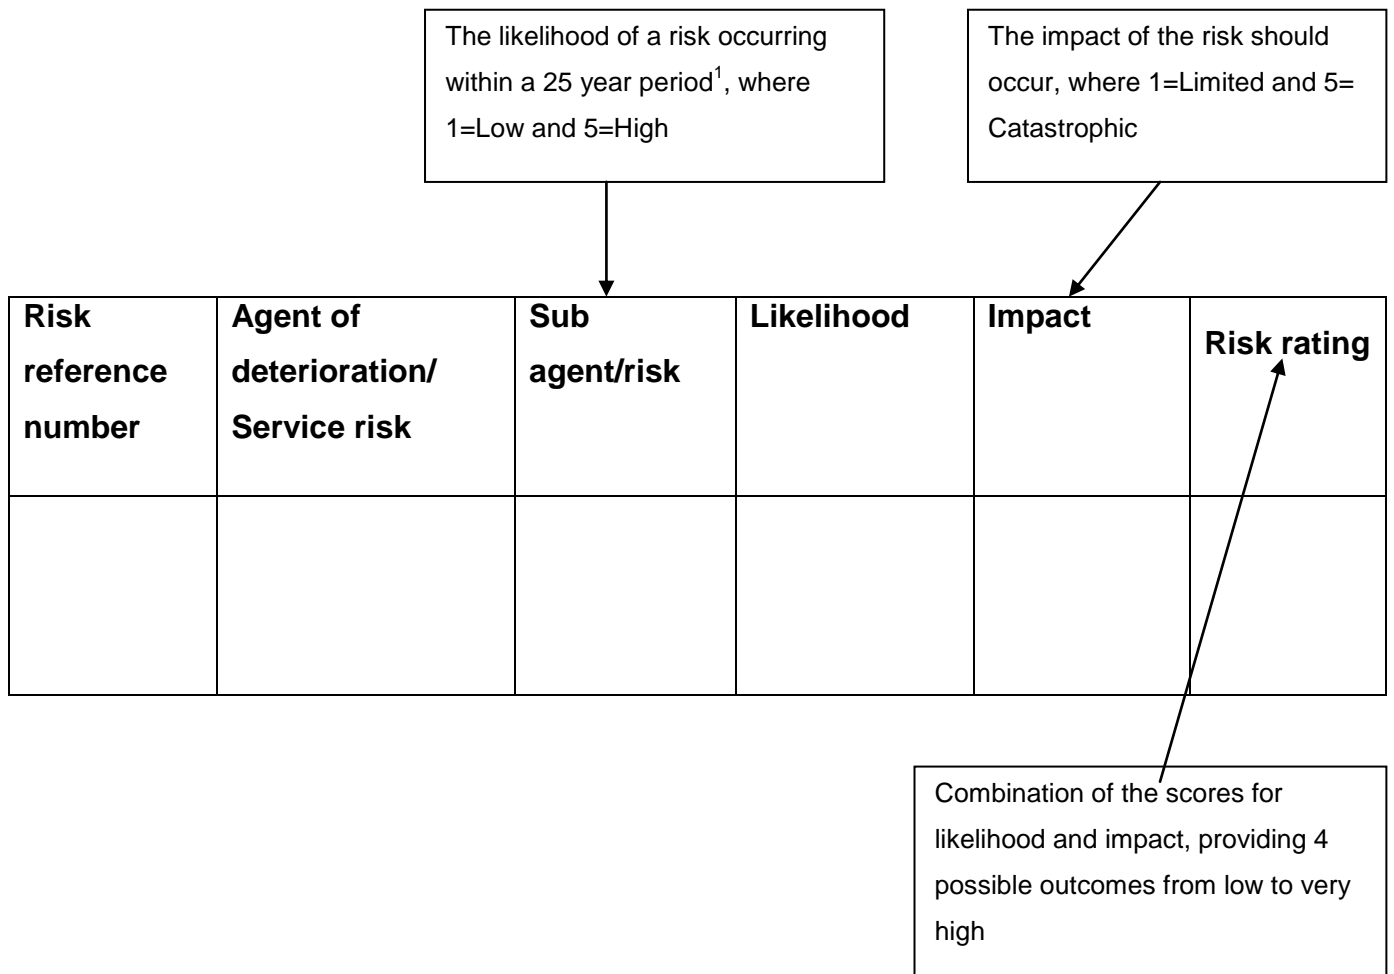 The likelihood of a risk occurring
within a 25 year period1, where
1=Low and 5=High
The impact of the risk should
occur, where 1=Limited and 5=
Catastrophic
Risk
reference
number
Agent of
deterioration/
Service risk
Sub
agent/risk
Likelihood
Impact
Risk rating
Combination of the scores for
likelihood and impact, providing 4
possible outcomes from low to very
high